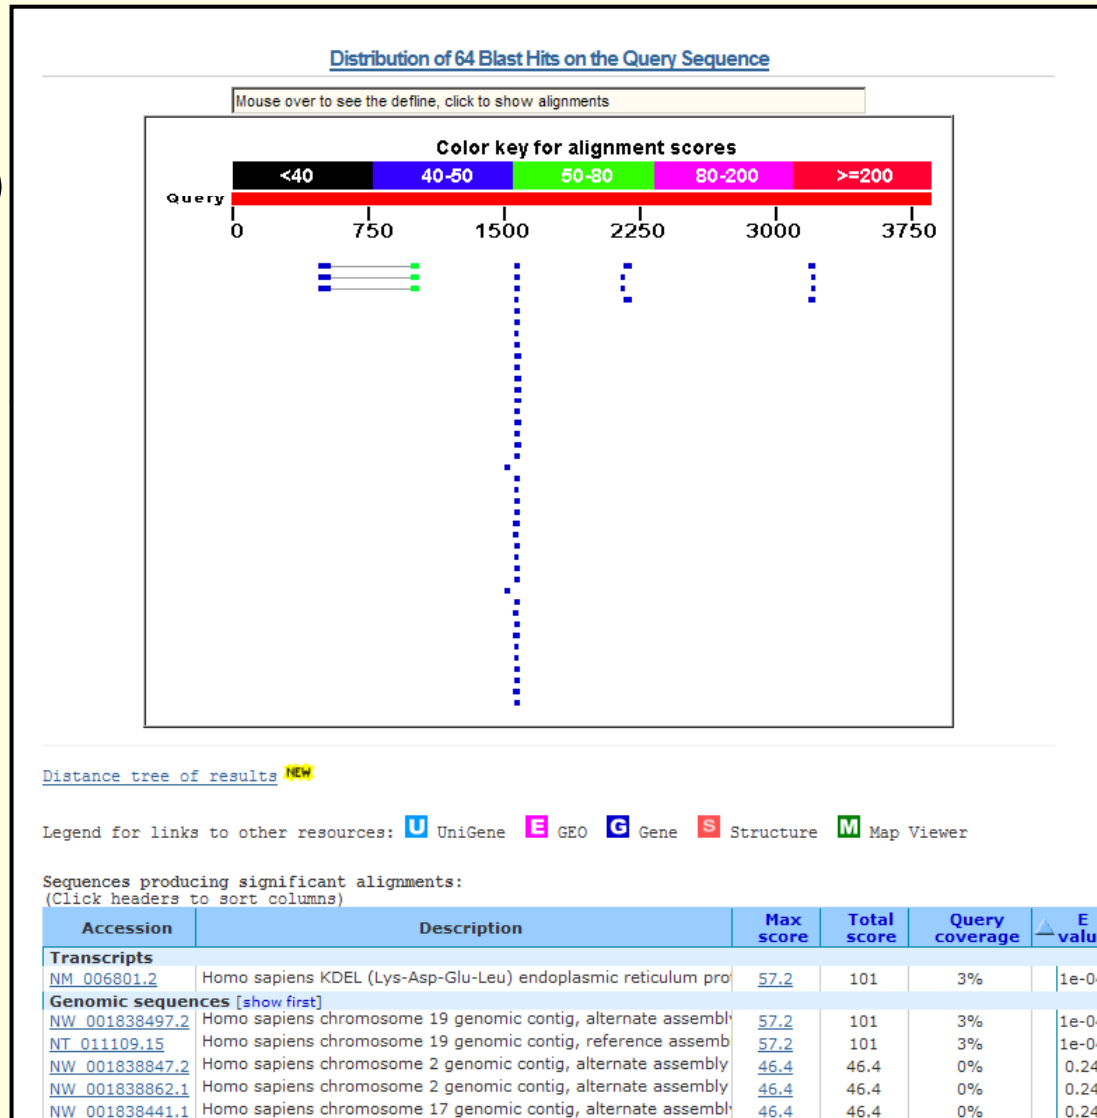 Distribution of 64 Blast Hits on the Query Sequence
Mouse over to see the defline, click to show alignments
Color key for alignment scores
<40 40-50 50-80 80-200 >=200
Query
0 750 1500 2250 3000 3750
Distance tree of results NEW
Legend for links to other resources: U UniGene E GEO G Gene S Structure M Map Viewer
Sequences producing significant alignments:
(Click headers to sort columns)
Accession Description Max score Total score Query coverage E valu
Transcripts
NM_006801.2 Homo sapiens KDEL (Lys-Asp-Glu-Leu) endoplasmic reticulum pro 57.2 101 3% 1e-04
Genomic sequences [show first]
NW_001838497.2 Homo sapiens chromosome 19 genomic contig, alternate assembly 57.2 101 3% 1e-04
NT_011109.15 Homo sapiens chromosome 19 genomic contig, reference assemb 57.2 101 3% 1e-04
NW_001838847.2 Homo sapiens chromosome 2 genomic contig, alternate assembly 46.4 46.4 0% 0.24
NW_001838862.1 Homo sapiens chromosome 2 genomic contig, alternate assembly 46.4 46.4 0% 0.24
NW_001838441.1 Homo sapiens chromosome 17 genomic contig, alternate assembly 46.4 46.4 0% 0.24